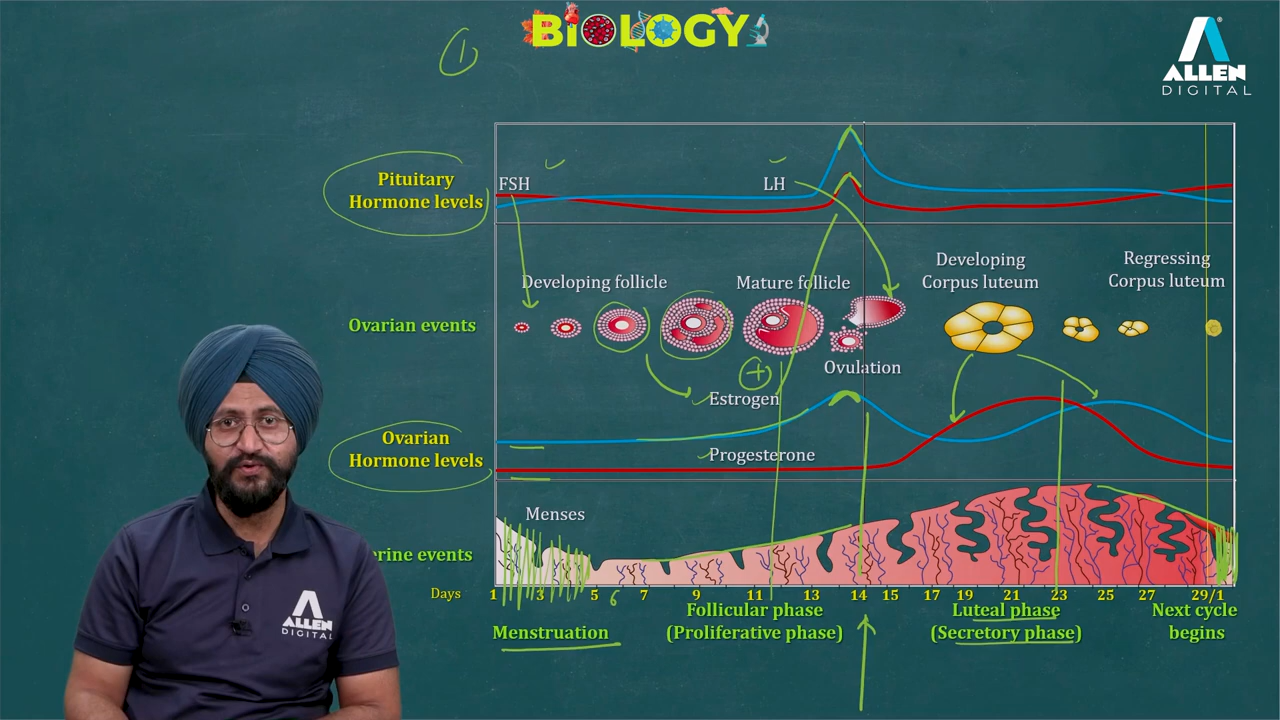 BIOLOGY
1
ALLEN
DIGITAL
Pituitary
Hormone levels
FSH
LH
Developing follicle
Mature follicle
Developing
Corpus luteum
Regressing
Corpus luteum
Ovarian events
Ovulation
+
Estrogen
Ovarian
Hormone levels
Progesterone
Menses
erine events
Days
1 3 5 6 7 9 11 13 14 15 17 19 21 23 25 27 29/1
Menstruation
Follicular phase
(Proliferative phase)
Luteal phase
(Secretory phase)
Next cycle
begins
ALLEN
DIGITAL